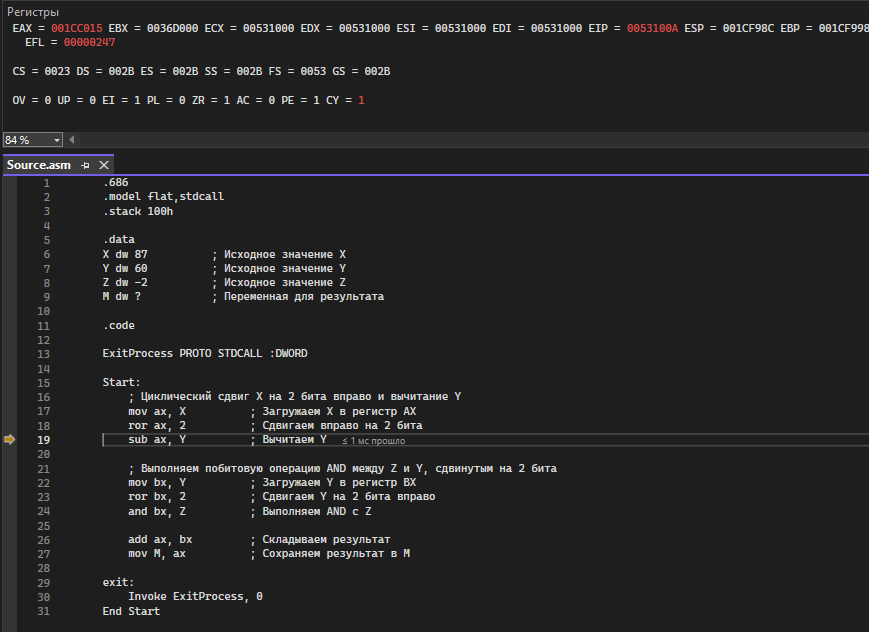 Регистры
EAX = 001CC015 EBX = 0036D000 ECX = 00531000 EDX = 00531000 ESI = 00531000 EDI = 00531000 EIP = 0053100A ESP = 001CF98C EBP = 001CF998
EFL = 00000247
CS = 0023 DS = 002B ES = 002B SS = 002B FS = 0053 GS = 002B
OV = 0 UP = 0 EI = 1 PL = 0 ZR = 1 AC = 0 PE = 1 CY = 1
84 %
Source.asm
1 .686
2 .model flat,stdcall
3 .stack 100h
4
5 .data
6 X dw 87 ; Исходное значение X
7 Y dw 60 ; Исходное значение Y
8 Z dw -2 ; Исходное значение Z
9 M dw ? ; Переменная для результата
10
11 .code
12
13 ExitProcess PROTO STDCALL :DWORD
14
15 Start:
16 ; Циклический сдвиг X на 2 бита вправо и вычитание Y
17 mov ax, X ; Загружаем X в регистр AX
18 ror ax, 2 ; Сдвигаем вправо на 2 бита
19 sub ax, Y ; Вычитаем Y ≤ 1 мс прошло
20
21 ; Выполняем побитовую операцию AND между Z и Y, сдвинутым на 2 бита
22 mov bx, Y ; Загружаем Y в регистр BX
23 ror bx, 2 ; Сдвигаем Y на 2 бита вправо
24 and bx, Z ; Выполняем AND с Z
25
26 add ax, bx ; Складываем результат
27 mov M, ax ; Сохраняем результат в M
28
29 exit:
30 Invoke ExitProcess, 0
31 End Start